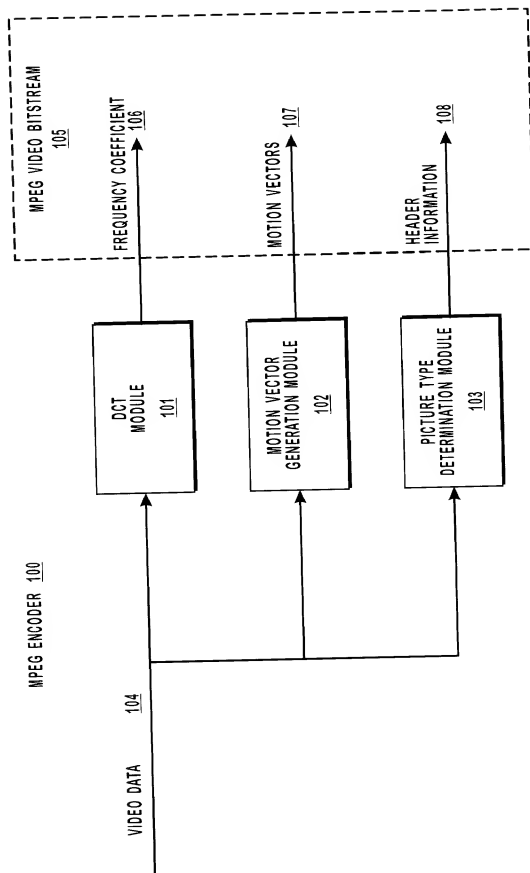 MPEG ENCODER 100
VIDEO DATA
104
DCT
MODULE
101
MOTION VECTOR
GENERATION MODULE
102
PICTURE TYPE
DETERMINATION MODULE
103
MPEG VIDEO BITSTREAM
105
FREQUENCY COEFFICIENT
106
MOTION VECTORS
107
HEADER
INFORMATION
108